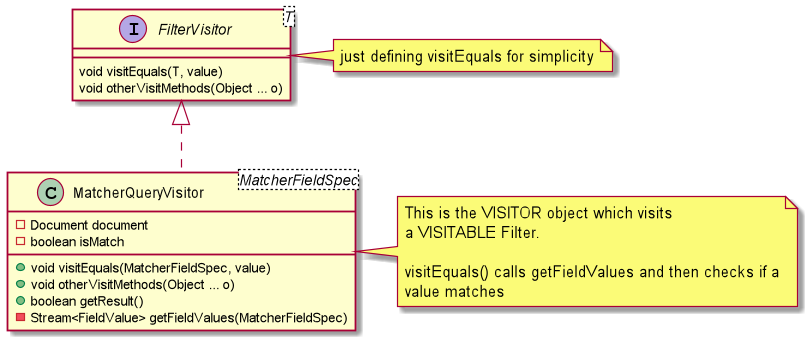 I
FilterVisitor
T
void visitEquals(T, value)
void otherVisitMethods(Object ... o)
just defining visitEquals for simplicity
C
MatcherQueryVisitor
MatcherFieldSpec
Document document
boolean isMatch
void visitEquals(MatcherFieldSpec, value)
void otherVisitMethods(Object ... o)
boolean getResult()
Stream<FieldValue> getFieldValues(MatcherFieldSpec)
This is the VISITOR object which visits
a VISITABLE Filter.
visitEquals() calls getFieldValues and then checks if a
value matches